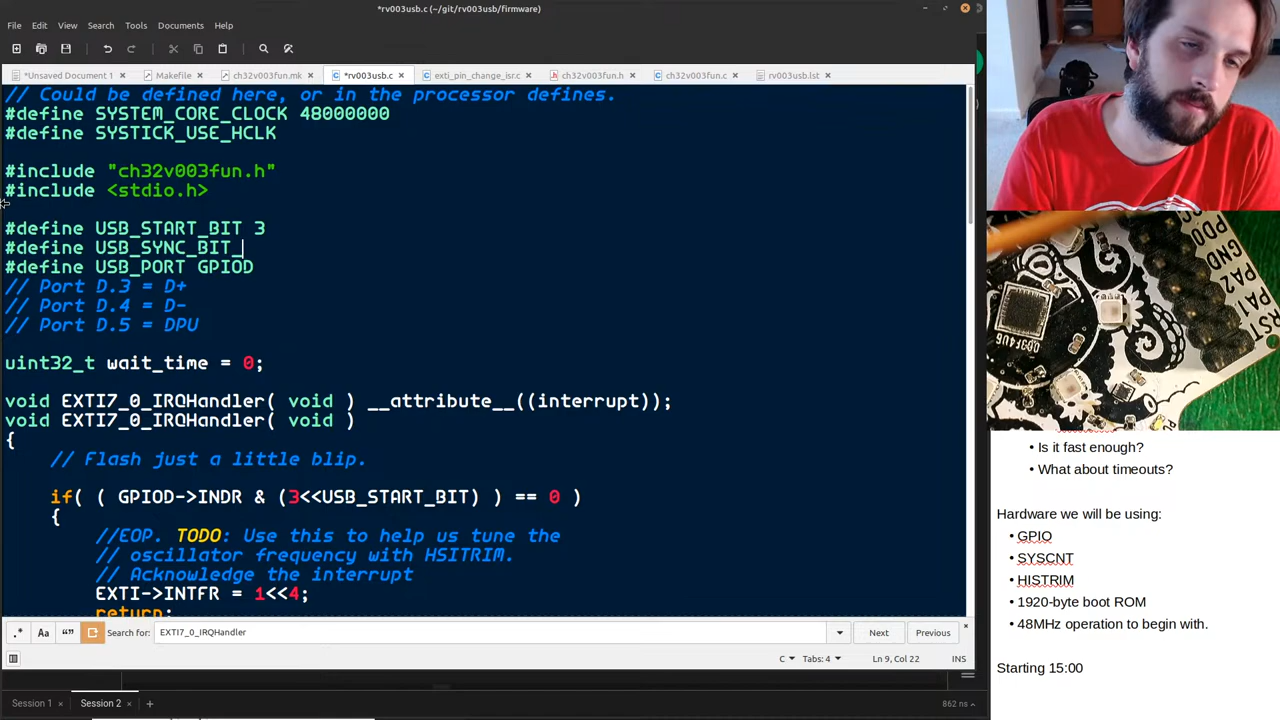 *rv003usb.c (~/git/rv003usb/firmware)
File Edit View Search Tools Documents Help
*Unsaved Document 1 Makefile ch32v003fun.mk *rv003usb.c exti_pin_change_isr.c ch32v003fun.h ch32v003fun.c rv003usb.lst
// Could be defined here, or in the processor defines.
#define SYSTEM_CORE_CLOCK 48000000
#define SYSTICK_USE_HCLK
#include "ch32v003fun.h"
#include <stdio.h>
#define USB_START_BIT 3
#define USB_SYNC_BIT_
#define USB_PORT GPIOD
// Port D.3 = D+
// Port D.4 = D-
// Port D.5 = DPU
uint32_t wait_time = 0;
void EXTI7_0_IRQHandler( void ) __attribute__((interrupt));
void EXTI7_0_IRQHandler( void )
{
// Flash just a little blip.
if( ( GPIOD->INDR & (3<<USB_START_BIT) ) == 0 )
{
//EOP. TODO: Use this to help us tune the
// oscillator frequency with HSITRIM.
// Acknowledge the interrupt
EXTI->INTFR = 1<<4;
return;
.* Aa “” Search for: EXTI7_0_IRQHandler Next Previous
C Tabs: 4 Ln 9, Col 22 INS
Session 1 Session 2 862 ns
PD0
PA2
PA1
RST
• Is it fast enough?
• What about timeouts?
Hardware we will be using:
• GPIO
• SYSCNT
• HISTRIM
• 1920-byte boot ROM
• 48MHz operation to begin with.
Starting 15:00